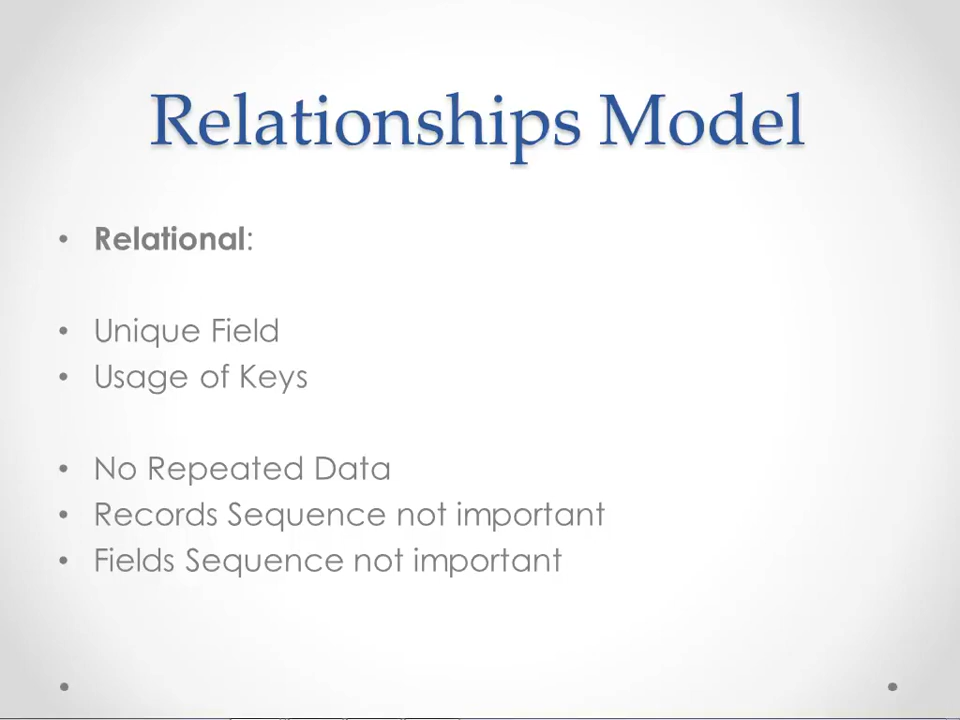 Relationships Model
• Relational:
• Unique Field
• Usage of Keys
• No Repeated Data
• Records Sequence not important
• Fields Sequence not important